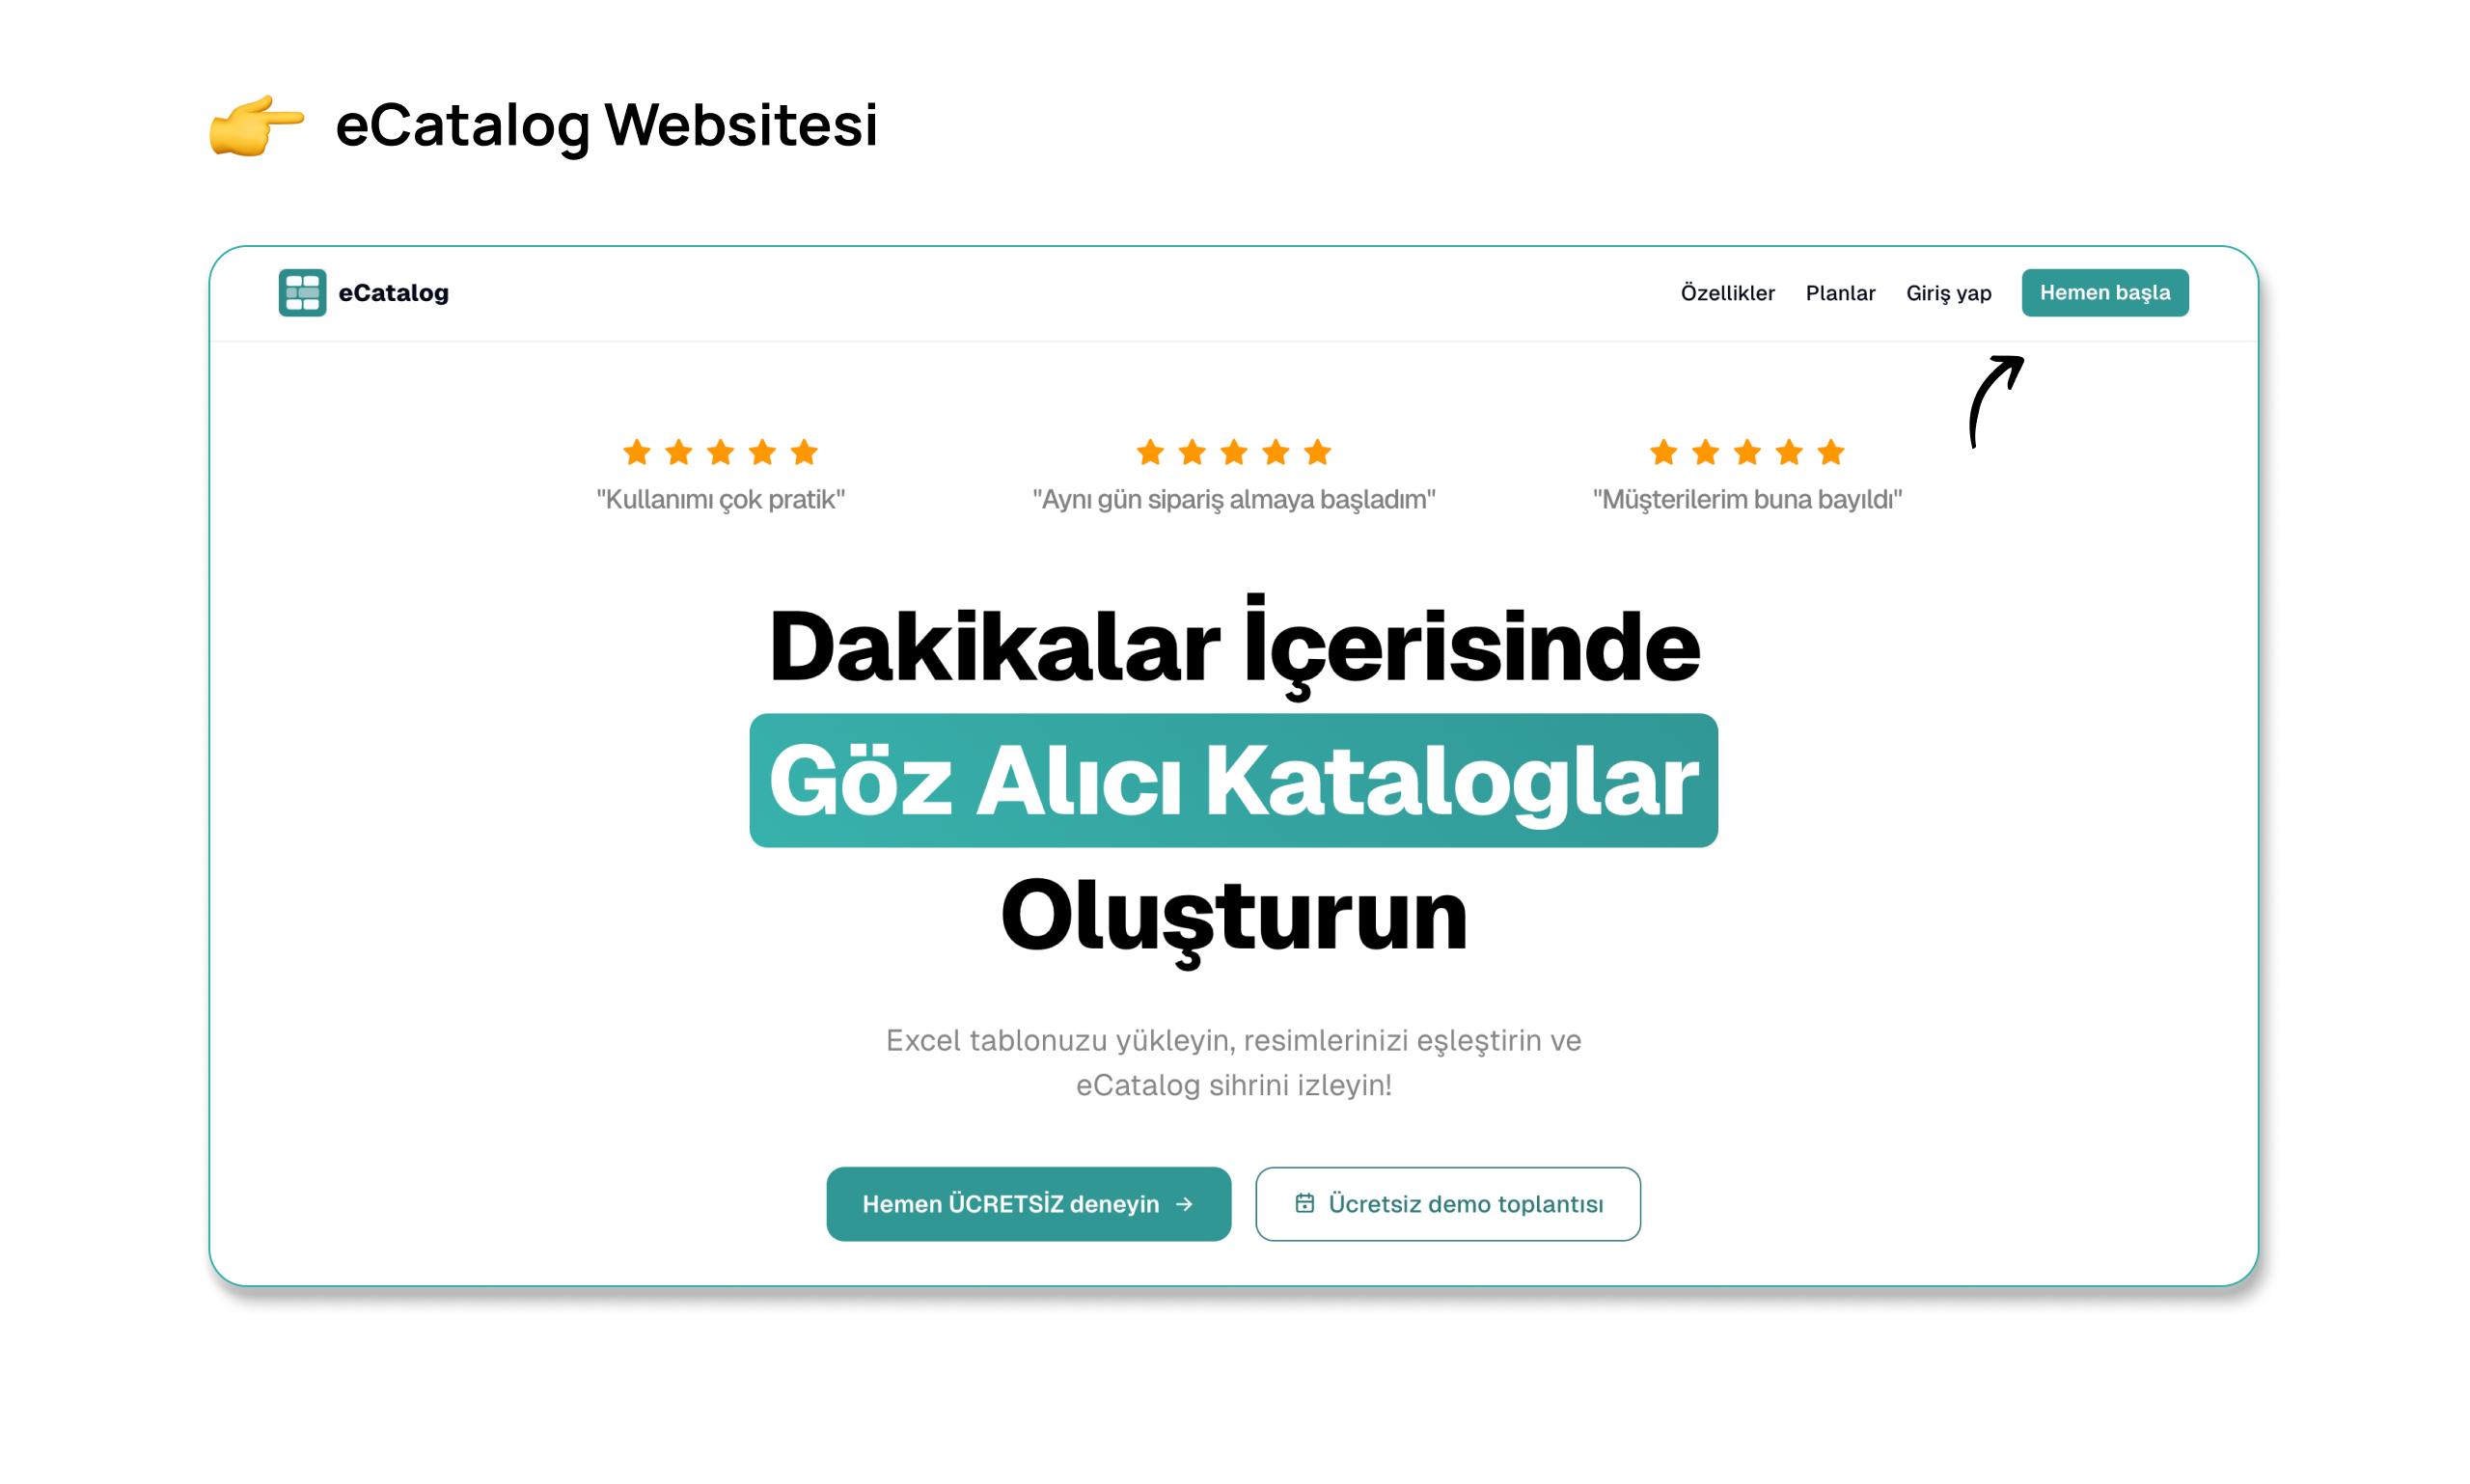 eCatalog Websitesi
eCatalog
Özellikler
Planlar
Giriş yap
Hemen başla
"Kullanımı çok pratik"
"Aynı gün sipariş almaya başladım"
"Müşterilerim buna bayıldı"
Dakikalar İçerisinde
Göz Alıcı Kataloglar
Oluşturun
Excel tablonuzu yükleyin, resimlerinizi eşleştirin ve
eCatalog sihrini izleyin!
Hemen ÜCRETSİZ deneyin →
Ücretsiz demo toplantısı